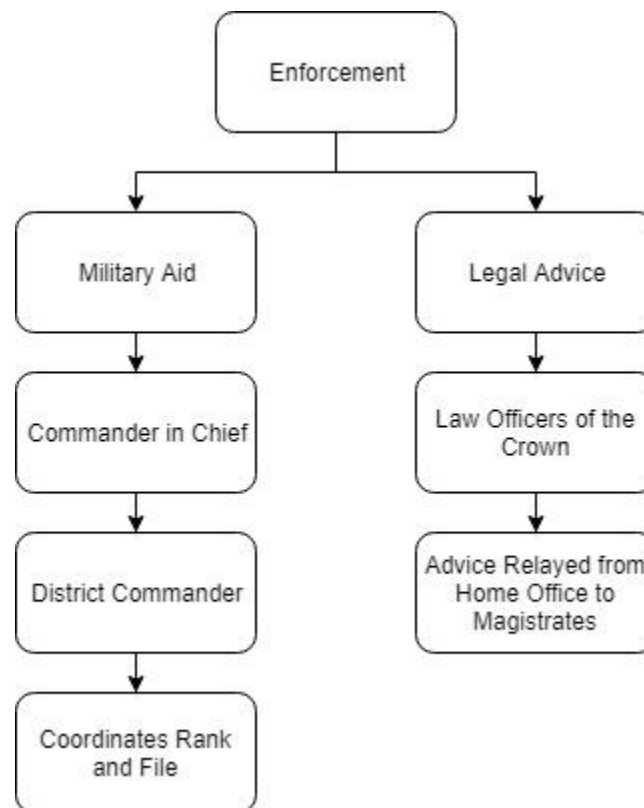 Enforcement
Military Aid
Legal Advice
Commander in Chief
Law Officers of the
Crown
District Commander
Advice Relayed from
Home Office to
Magistrates
Coordinates Rank
and File